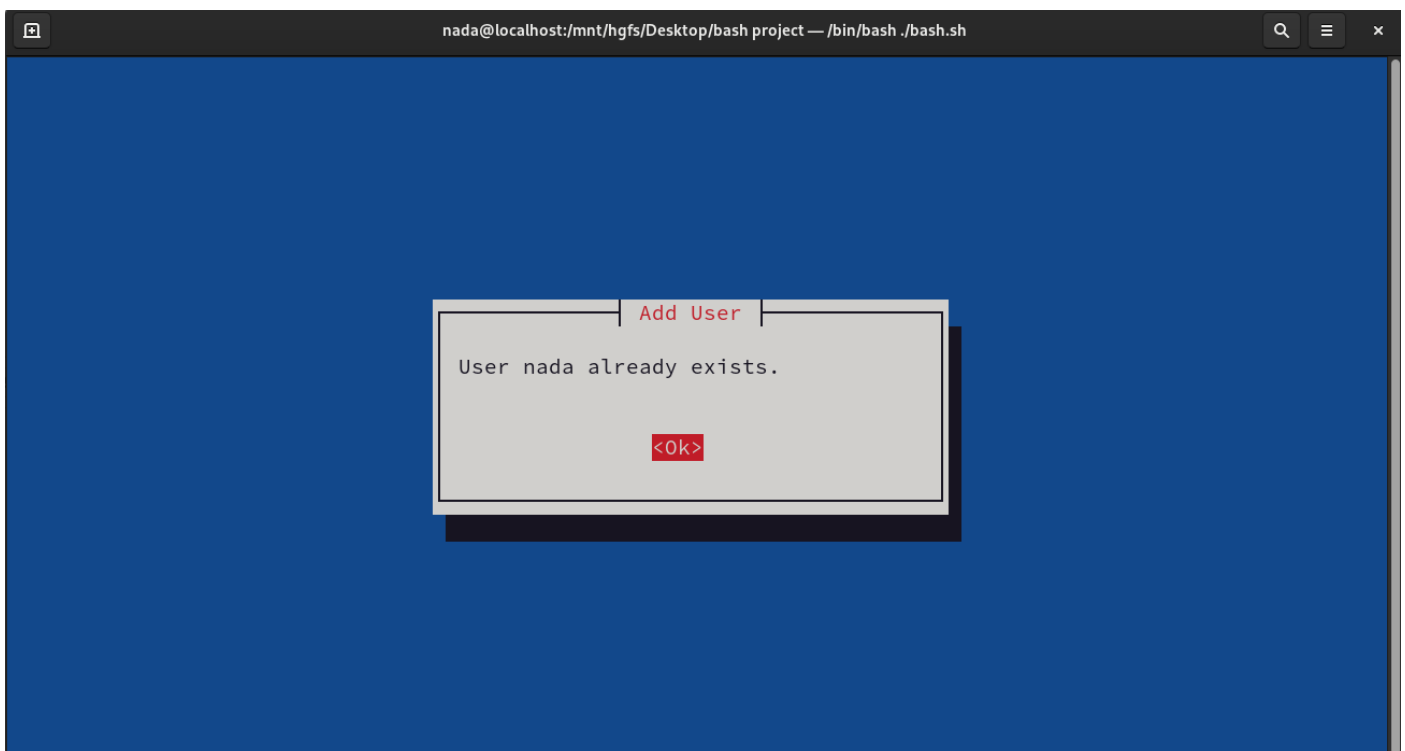 nada@localhost:/mnt/hgfs/Desktop/bash project — /bin/bash ./bash.sh
Add User
User nada already exists.
<Ok>